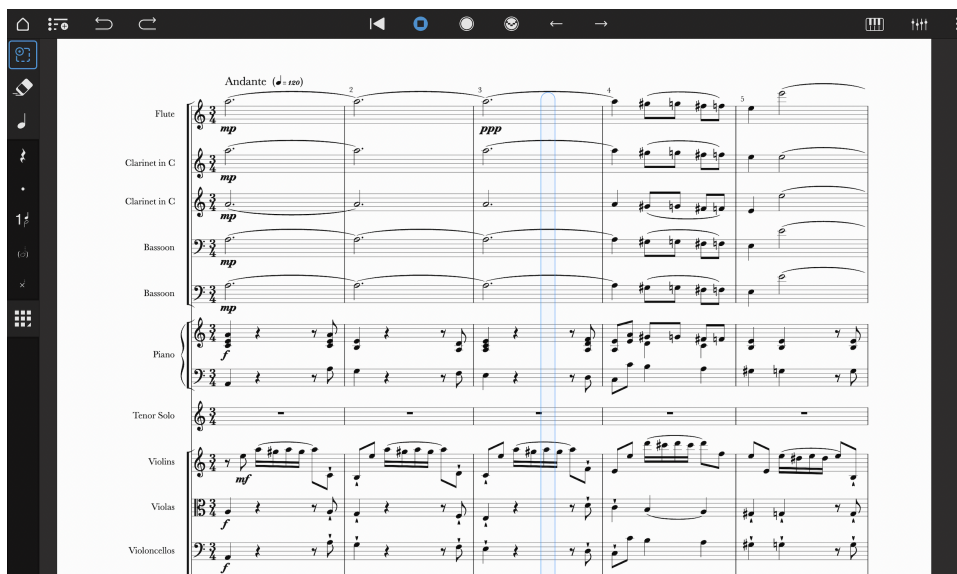 Andante (♩= 120)
2
3
4
5
Flute
mp
ppp
Clarinet in C
mp
Clarinet in C
mp
Bassoon
mp
Bassoon
mp
Piano
f
Tenor Solo
Violins
mf
Violas
f
Violoncellos
f